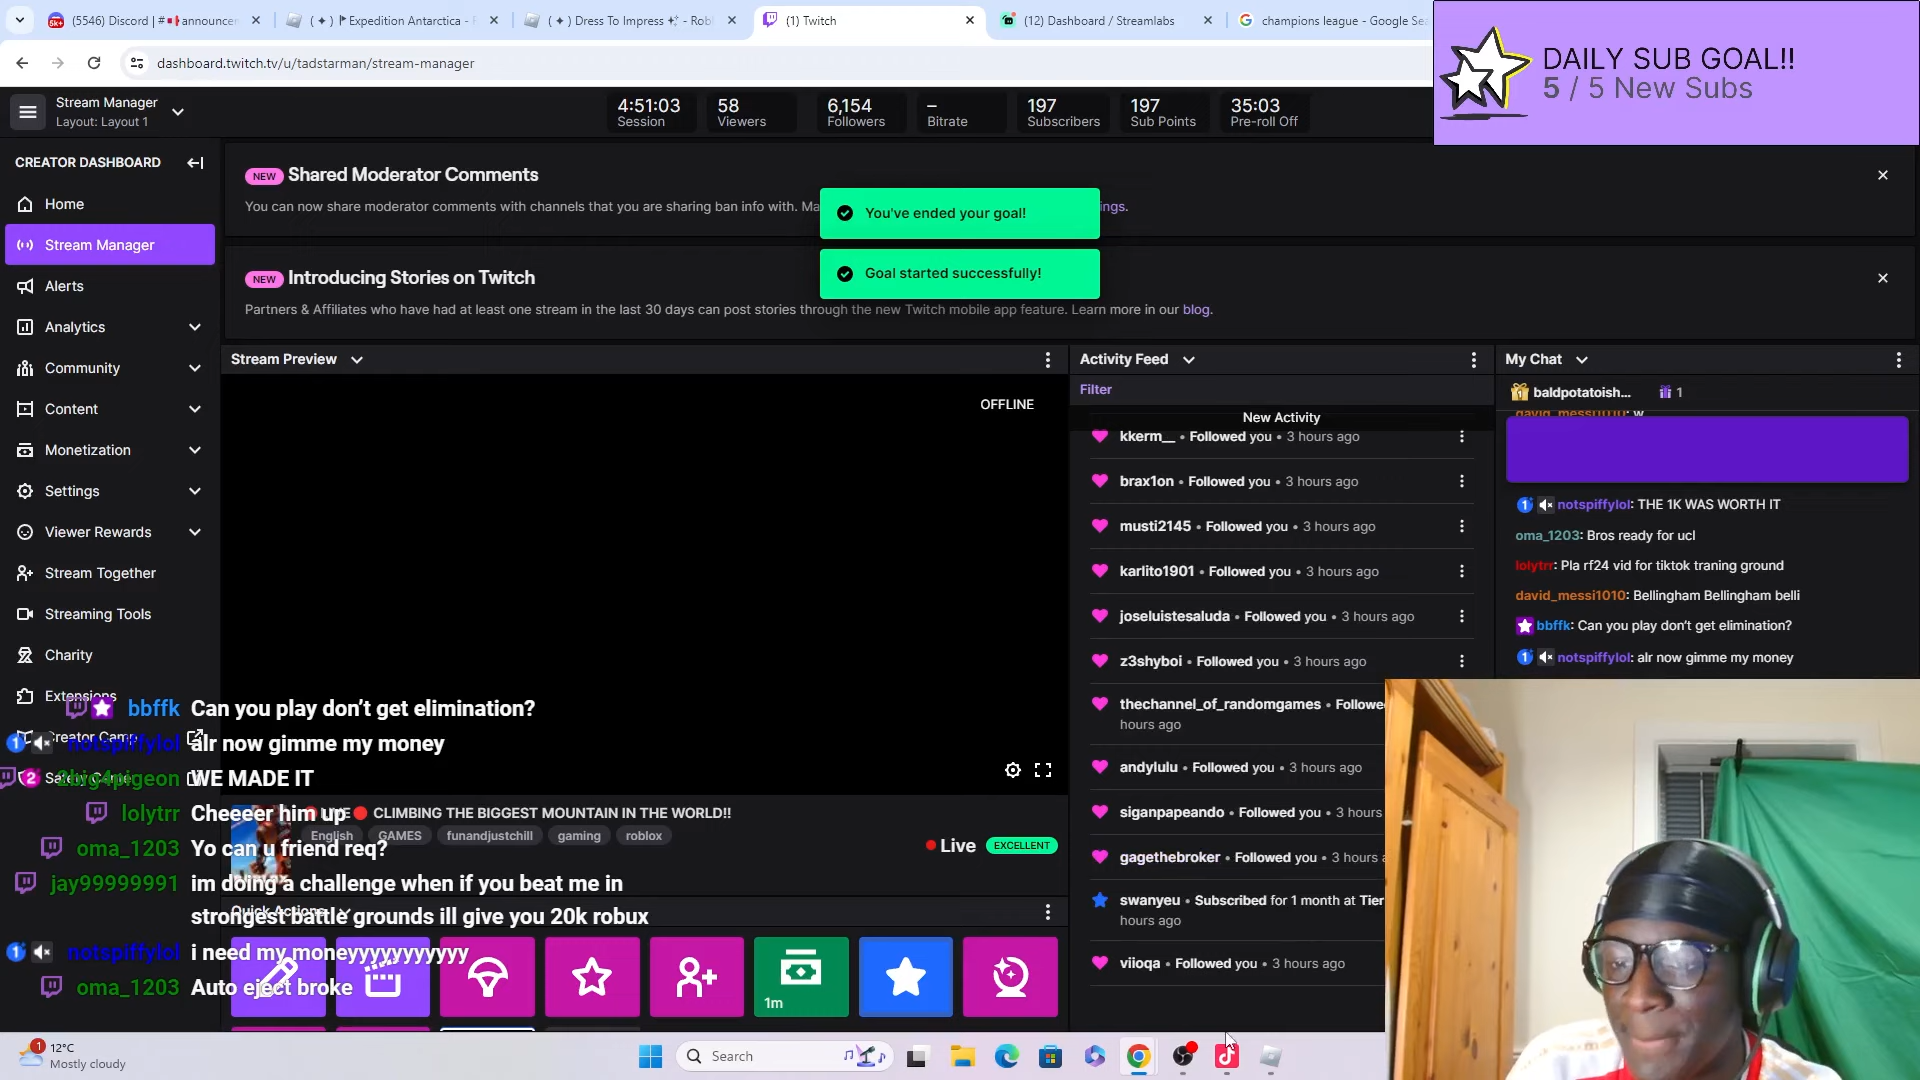 (5546) Discord | #
announcer
( ✦ ) Expedition Antarctica -
( ✦ ) Dress To Impress - Rob
(1) Twitch
(12) Dashboard / Streamlabs
champions league - Google Se
dashboard.twitch.tv/u/tadstarman/stream-manager
DAILY SUB GOAL!!
5 / 5 New Subs
Stream Manager
Layout: Layout 1
4:51:03
Session
58
Viewers
6,154
Followers
–
Bitrate
197
Subscribers
197
Sub Points
35:03
Pre-roll Off
CREATOR DASHBOARD
Home
Stream Manager
Alerts
Analytics
Community
Content
Monetization
Settings
Viewer Rewards
Stream Together
Streaming Tools
Charity
Extensions
NEW Shared Moderator Comments
You can now share moderator comments with channels that you are sharing ban info with. Ma
ings.
You've ended your goal!
Goal started successfully!
NEW Introducing Stories on Twitch
Partners & Affiliates who have had at least one stream in the last 30 days can post stories through the new Twitch mobile app feature. Learn more in our blog.
Stream Preview
OFFLINE
LIVE CLIMBING THE BIGGEST MOUNTAIN IN THE WORLD!!
English GAMES funandjustchill gaming roblox
Live EXCELLENT
Quick Actions
1m
Activity Feed
Filter
New Activity
kkerm__ • Followed you • 3 hours ago
brax1on • Followed you • 3 hours ago
musti2145 • Followed you • 3 hours ago
karlito1901 • Followed you • 3 hours ago
joseluistesaluda • Followed you • 3 hours ago
z3shyboi • Followed you • 3 hours ago
thechannel_of_randomgames • Followe
hours ago
andylulu • Followed you • 3 hours ago
siganpapeando • Followed you • 3 hours
gagethebroker • Followed you • 3 hours a
swanyeu • Subscribed for 1 month at Tier
hours ago
viioqa • Followed you • 3 hours ago
My Chat
baldpotatoish... 1
david_messi1010: w
notspiffylol: THE 1K WAS WORTH IT
oma_1203: Bros ready for ucl
lolytrr: Pla rf24 vid for tiktok traning ground
david_messi1010: Bellingham Bellingham belli
bbffk: Can you play don't get elimination?
notspiffylol: alr now gimme my money
bbffk Can you play don't get elimination?
notspiffylol alr now gimme my money
2big4pigeon WE MADE IT
lolytrr Cheeeer him up
oma_1203 Yo can u friend req?
jay99999991 im doing a challenge when if you beat me in
strongest battle grounds ill give you 20k robux
notspiffylol i need my moneyyyyyyyyyyy
oma_1203 Auto eject broke
1
12°C
Mostly cloudy
Search